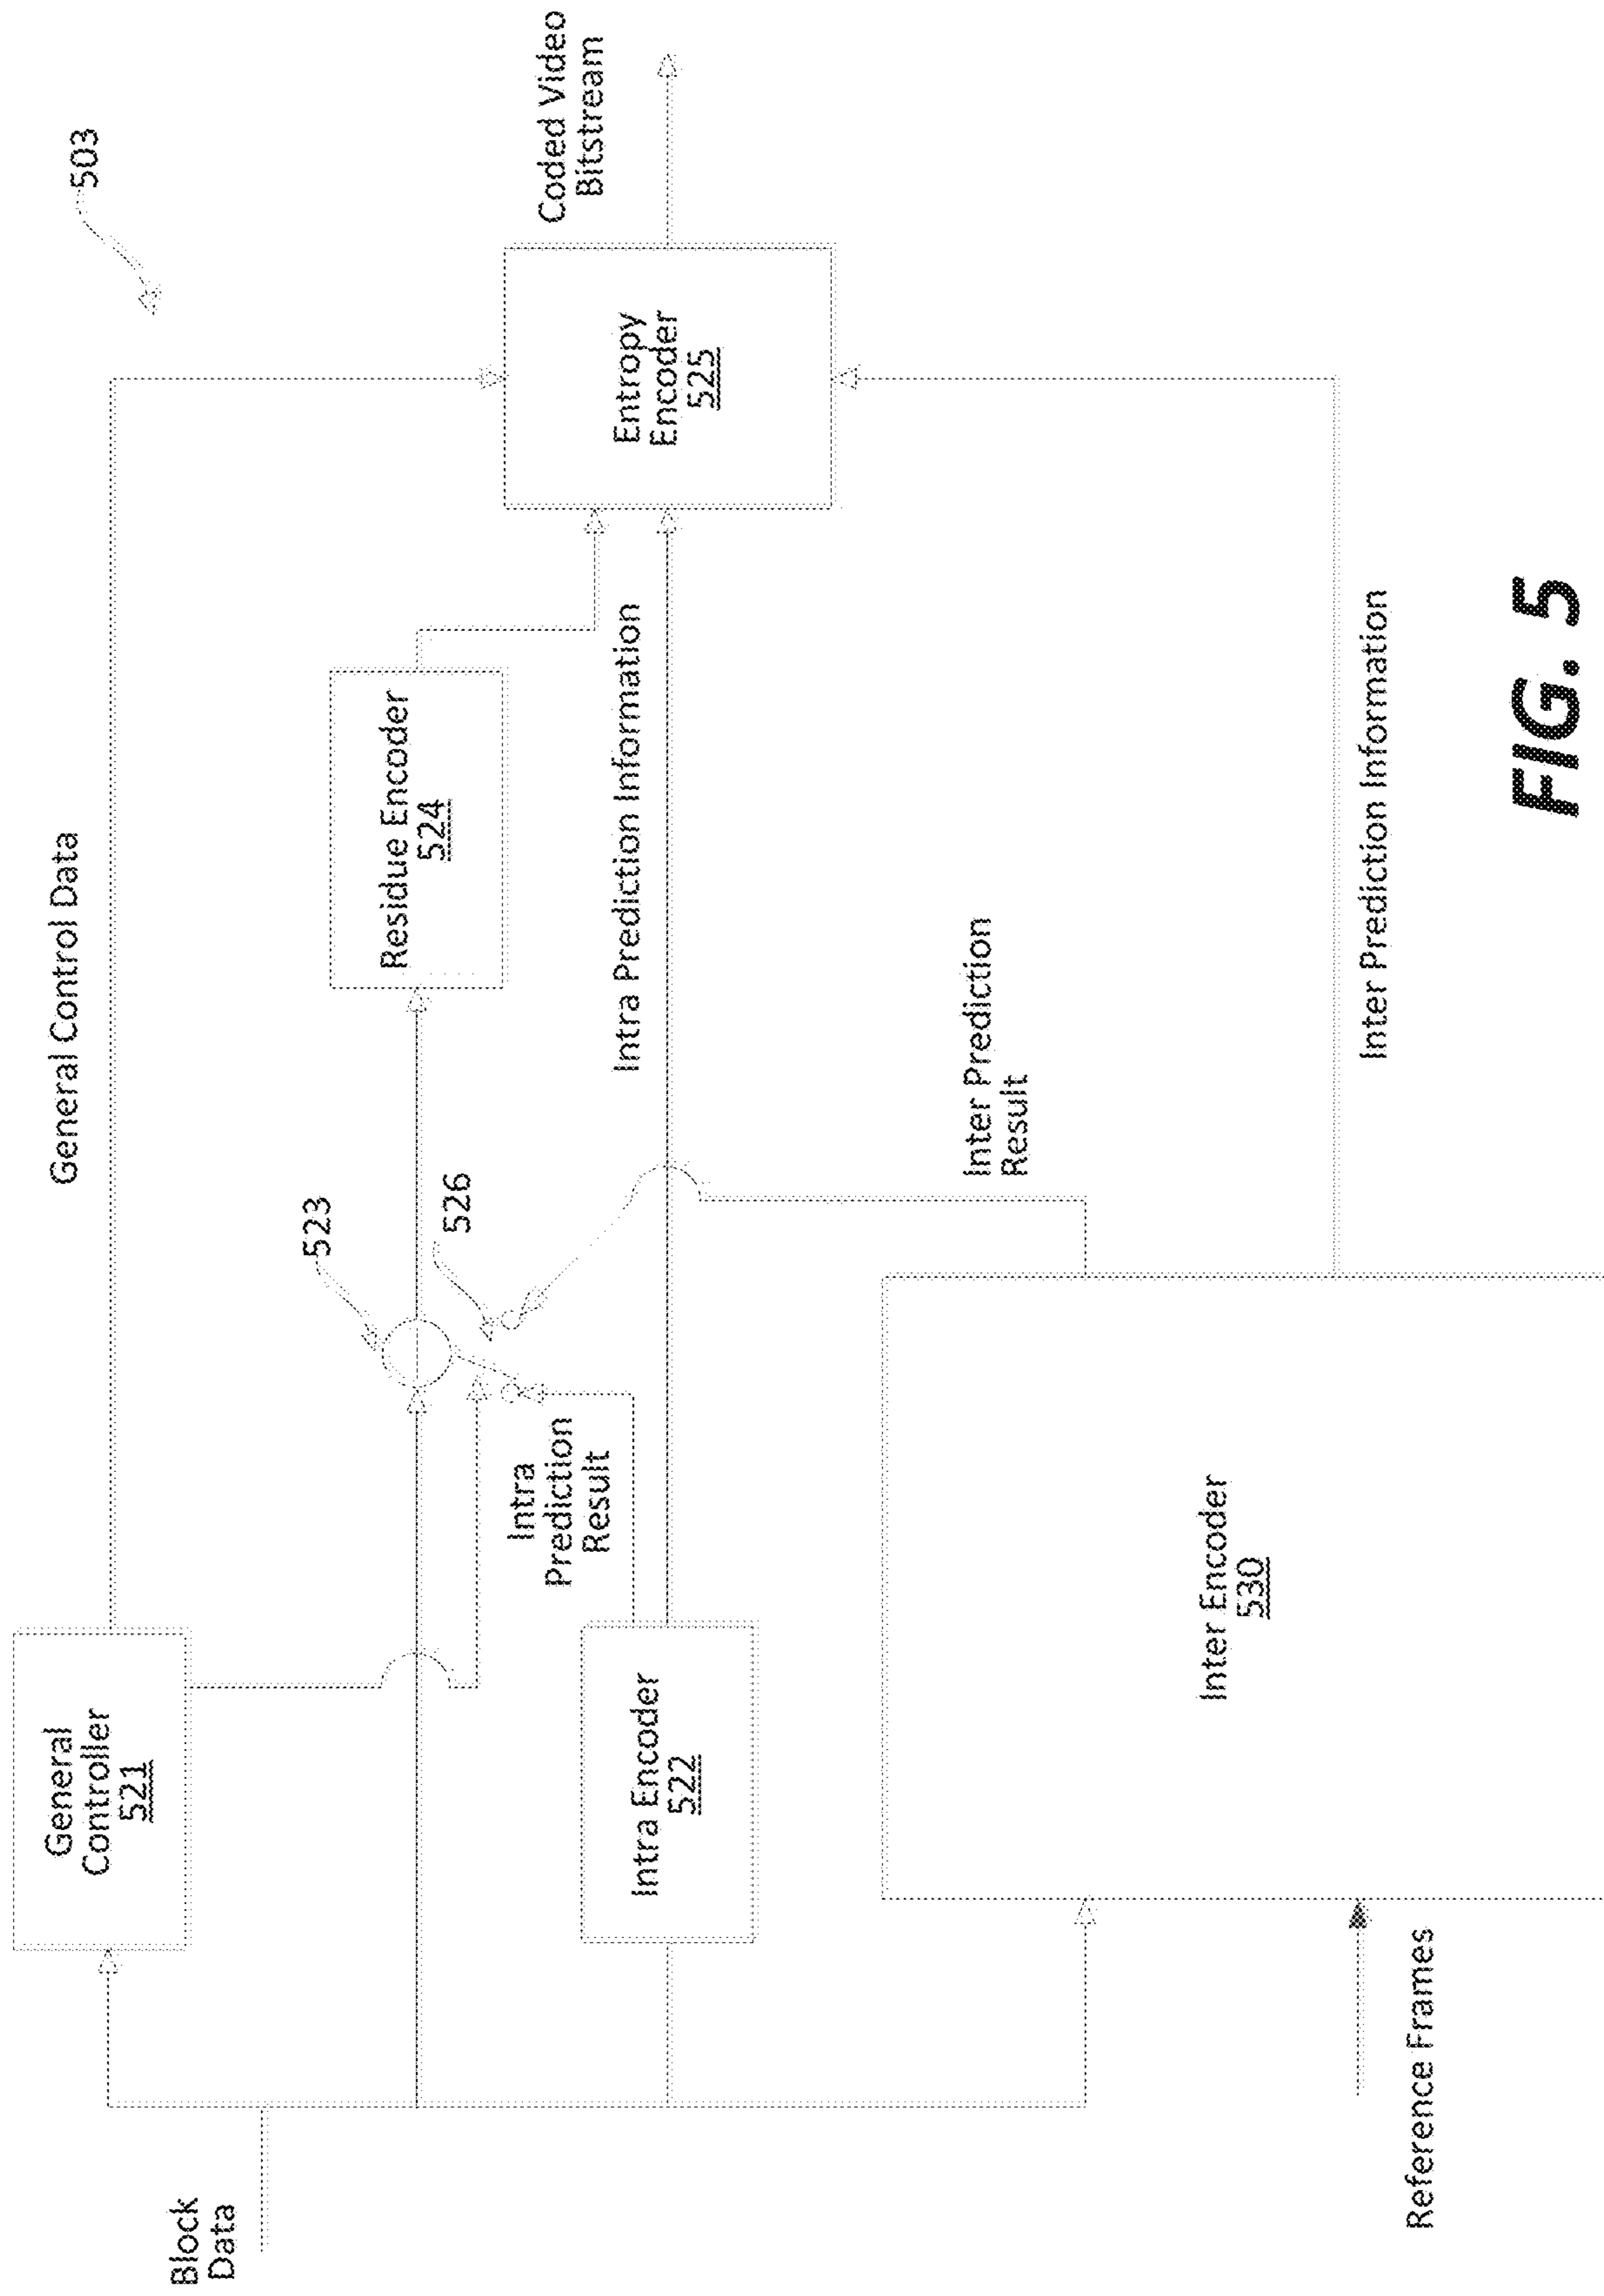 503
General Control Data
Coded Video
Bitstream
Entropy
Encoder
525
Residue Encoder
524
Intra Prediction Information
523
526
General
Controller
521
Intra
Prediction
Result
Inter Prediction
Result
Intra Encoder
522
Inter Encoder
530
Inter Prediction Information
Block
Data
Reference Frames
FIG. 5